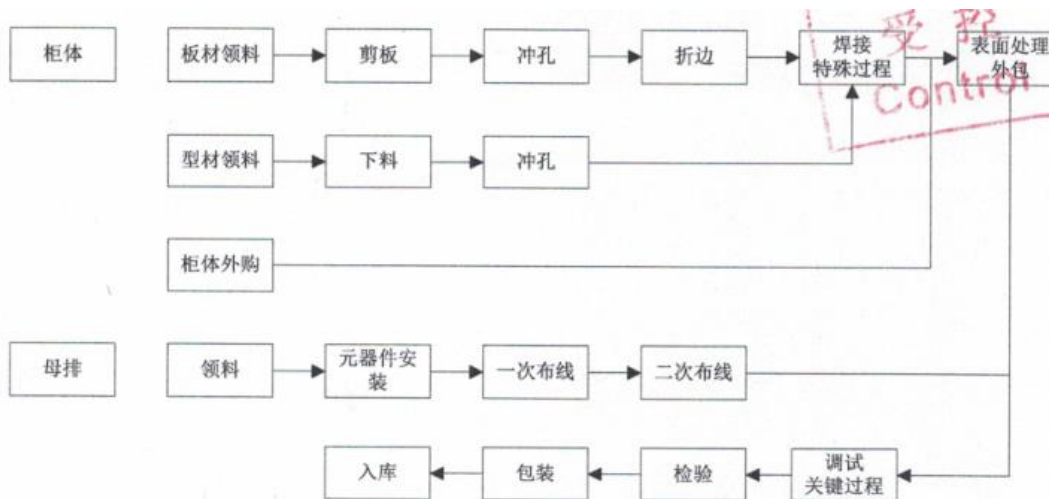 柜体
板材领料
剪板
冲孔
折边
焊接
特殊过程
表面处理
外包
受控
Control
型材领料
下料
冲孔
柜体外购
母排
领料
元器件安
装
一次布线
二次布线
入库
包装
检验
调试
关键过程